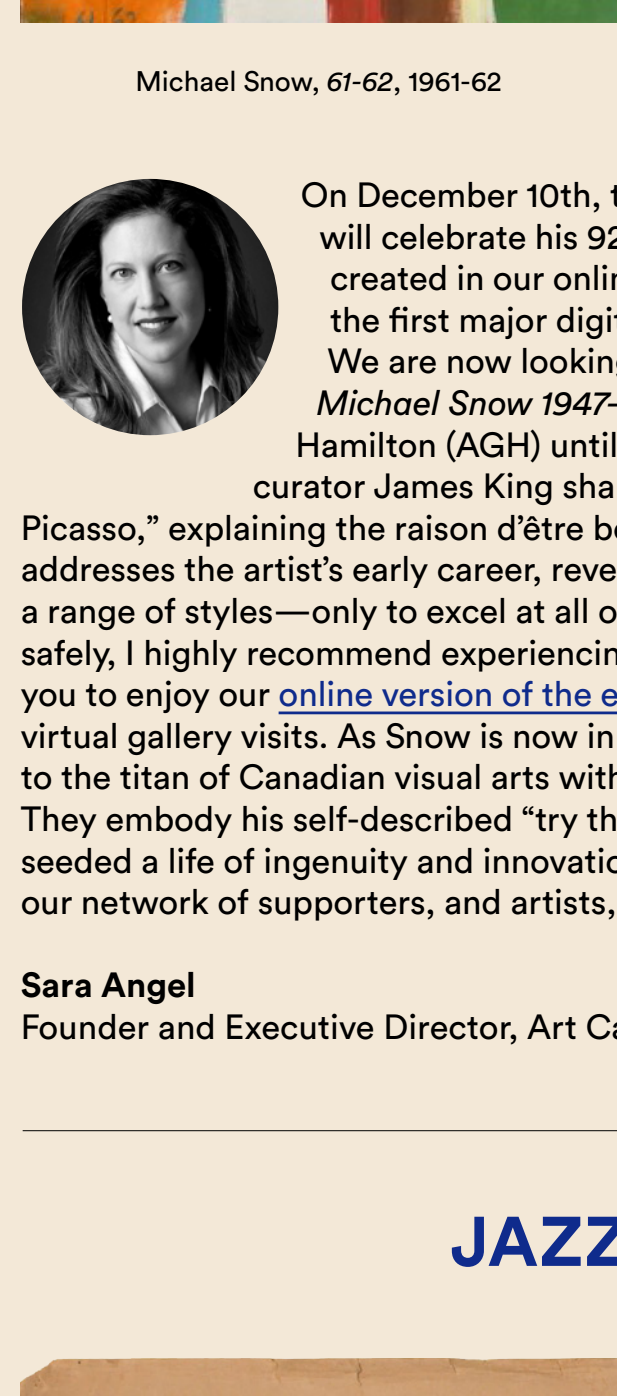 Michael Snow, 61-62, 1961-62
On December 10th, t
will celebrate his 92
created in our onlin
the first major digit
We are now looking
Michael Snow 1947–
Hamilton (AGH) until
curator James King sha
Picasso,” explaining the raison d’être be
addresses the artist’s early career, reve
a range of styles—only to excel at all o
safely, I highly recommend experiencin
you to enjoy our online version of the e
virtual gallery visits. As Snow is now in
to the titan of Canadian visual arts with
They embody his self-described “try th
seeded a life of ingenuity and innovatio
our network of supporters, and artists,
Sara Angel
Founder and Executive Director, Art Ca
JAZZ